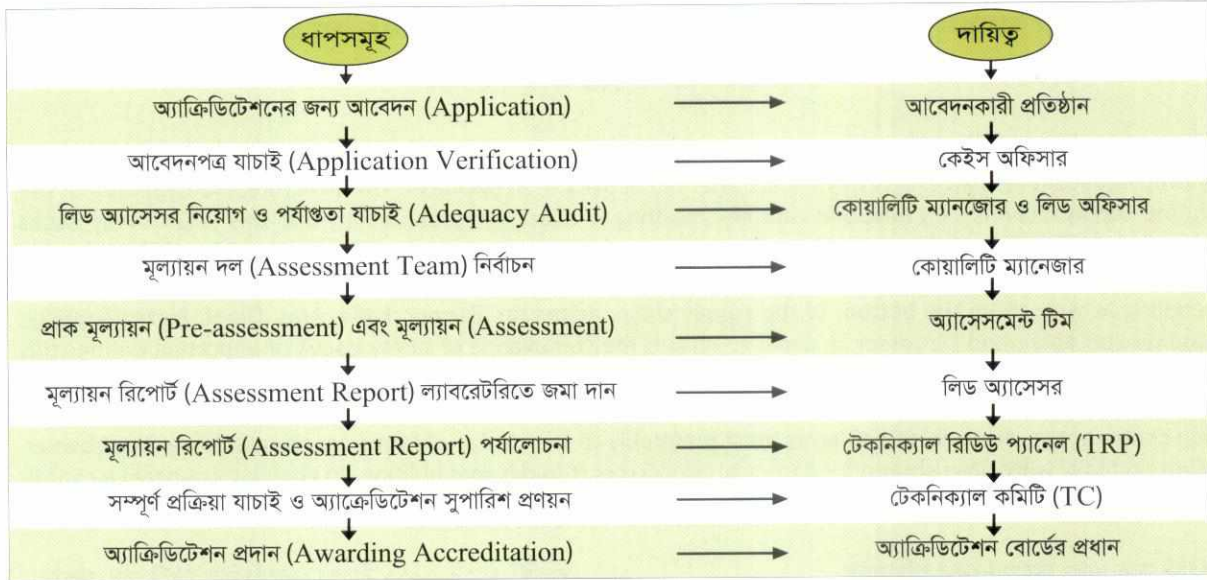 ধাপসমূহ দায়িত্ব
অ্যাক্রিডিটেশনের জন্য আবেদন (Application) আবেদনকারী প্রতিষ্ঠান
আবেদনপত্র যাচাই (Application Verification) কেইস অফিসার
লিড অ্যাসেসর নিয়োগ ও পর্যাপ্ততা যাচাই (Adequacy Audit) কোয়ালিটি ম্যানজোর ও লিড অফিসার
মূল্যায়ন দল (Assessment Team) নির্বাচন কোয়ালিটি ম্যানেজার
প্রাক মূল্যায়ন (Pre-assessment) এবং মূল্যায়ন (Assessment) অ্যাসেসমেন্ট টিম
মূল্যায়ন রিপোর্ট (Assessment Report) ল্যাবরেটরিতে জমা দান লিড অ্যাসেসর
মূল্যায়ন রিপোর্ট (Assessment Report) পর্যালোচনা টেকনিক্যাল রিভিউ প্যানেল (TRP)
সম্পূর্ণ প্রক্রিয়া যাচাই ও অ্যাক্রেডিটেশন সুপারিশ প্রণয়ন টেকনিক্যাল কমিটি (TC)
অ্যাক্রিডিটেশন প্রদান (Awarding Accreditation) অ্যাক্রিডিটেশন বোর্ডের প্রধান